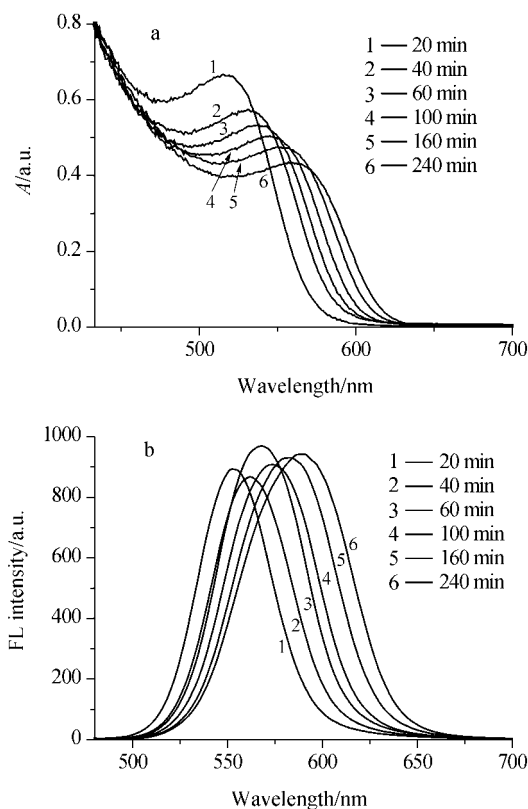 a
0.8
0.6
0.4
0.2
0.0
A/a.u.
1
2
3
4
5
6
1 — 20 min
2 — 40 min
3 — 60 min
4 — 100 min
5 — 160 min
6 — 240 min
500
600
700
Wavelength/nm
b
1000
800
600
400
200
0
FL intensity/a.u.
1
2
3
4
5
6
1 — 20 min
2 — 40 min
3 — 60 min
4 — 100 min
5 — 160 min
6 — 240 min
500
550
600
650
700
Wavelength/nm